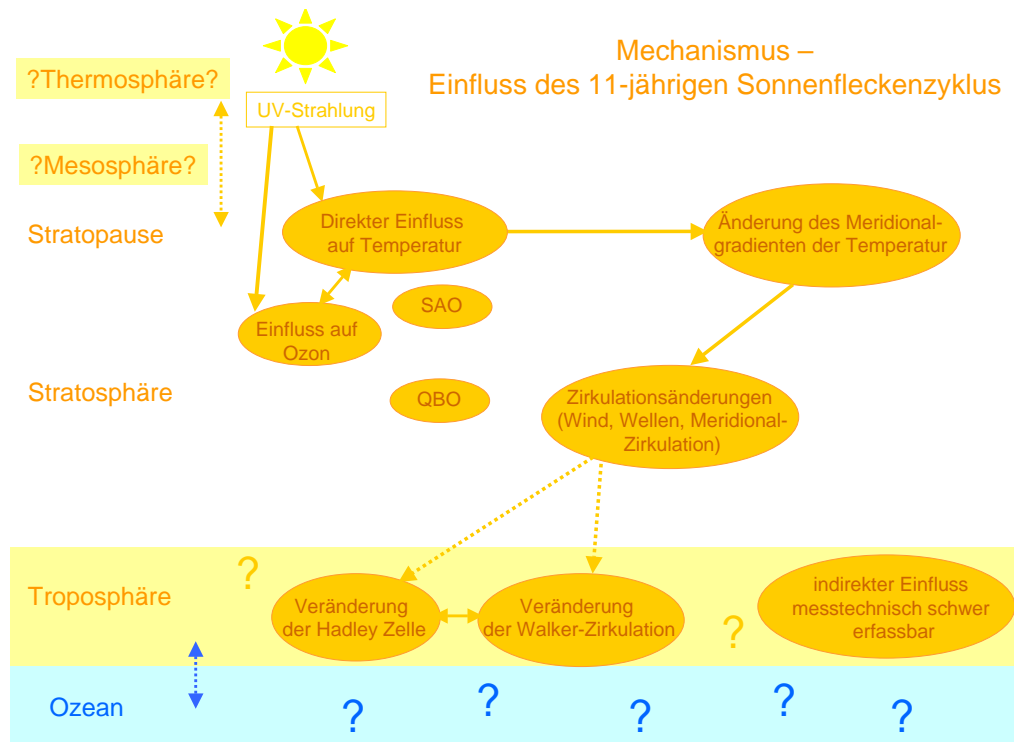 Mechanismus –
Einfluss des 11-jährigen Sonnenfleckenzyklus
?Thermosphäre?
UV-Strahlung
?Mesosphäre?
Stratopause
Direkter Einfluss
auf Temperatur
Änderung des Meridional-
gradienten der Temperatur
SAO
Einfluss auf
Ozon
Stratosphäre
QBO
Zirkulationsänderungen
(Wind, Wellen, Meridional-
Zirkulation)
?
Troposphäre
Veränderung
der Hadley Zelle
Veränderung
der Walker-Zirkulation
?
indirekter Einfluss
messtechnisch schwer
erfassbar
Ozean
? ? ? ? ?